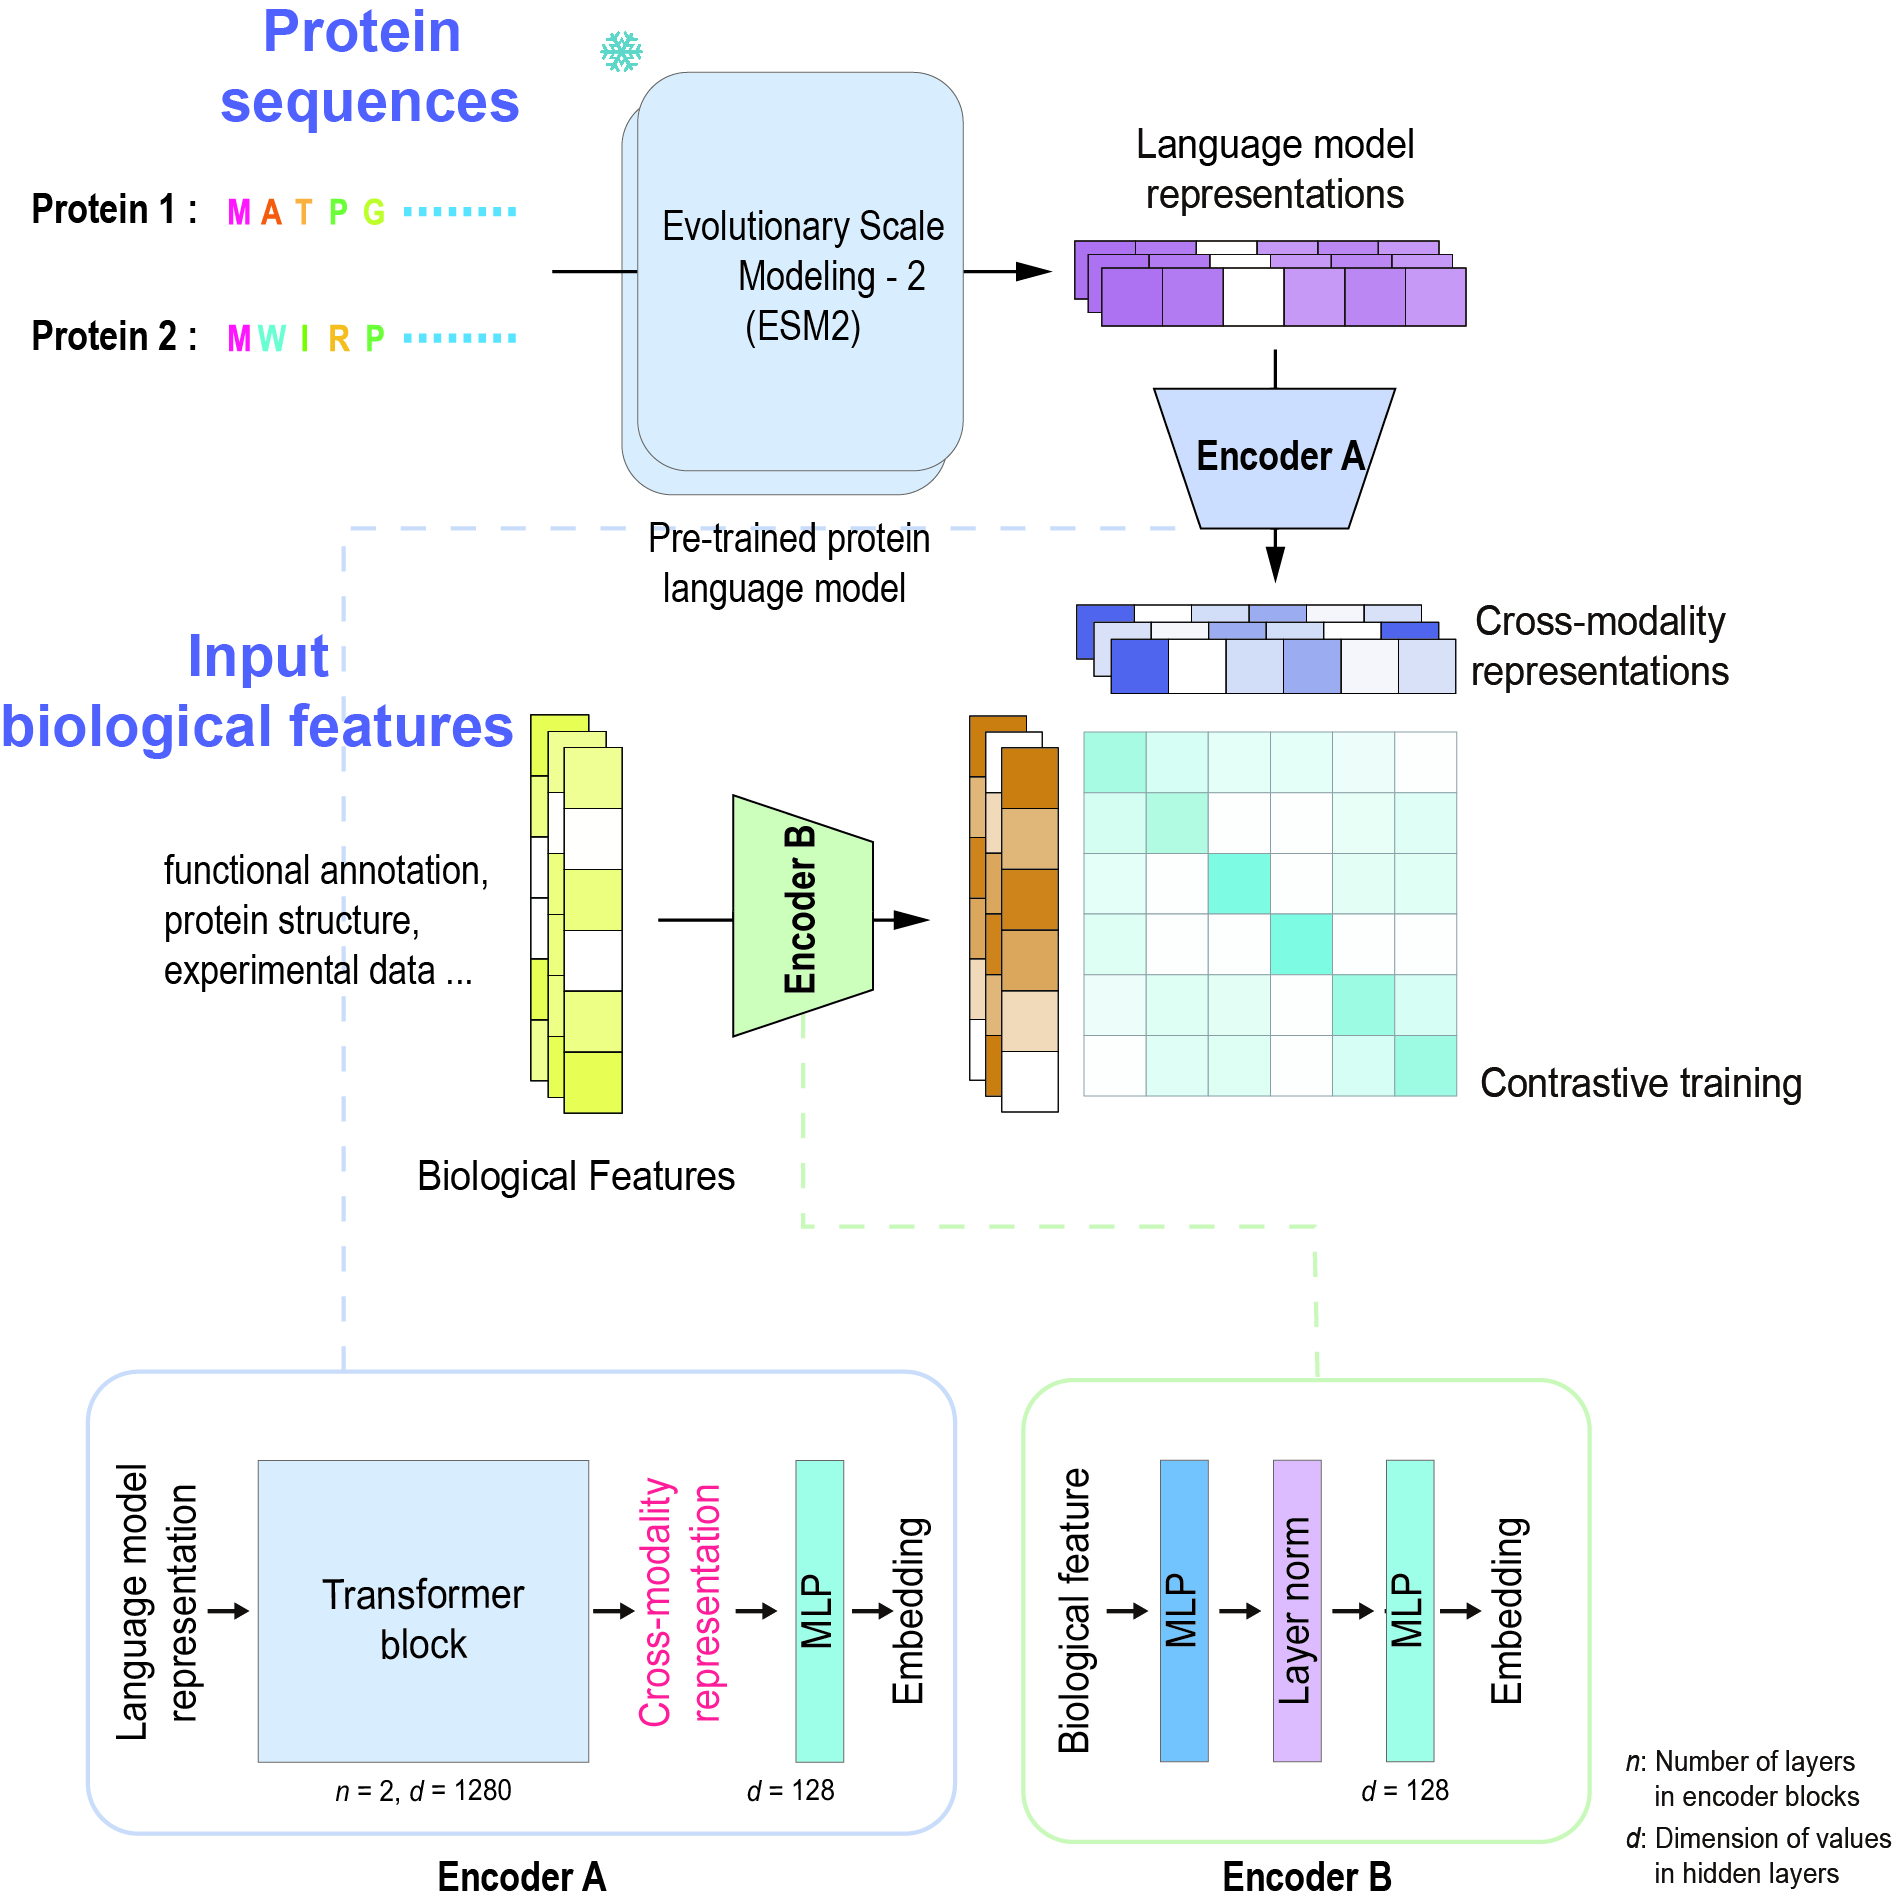 Protein
sequences
Protein 1 : M A T P G
Protein 2 : M W I R P
Evolutionary Scale
Modeling - 2
(ESM2)
Pre-trained protein
language model
Language model
representations
Encoder A
Cross-modality
representations
Input
biological features
functional annotation,
protein structure,
experimental data ...
Biological Features
Encoder B
Contrastive training
Language model
representation
Transformer
block
n = 2, d = 1280
Cross-modality
representation
MLP
d = 128
Embedding
Encoder A
Biological feature
MLP
Layer norm
MLP
d = 128
Embedding
Encoder B
n: Number of layers
in encoder blocks
d: Dimension of values
in hidden layers